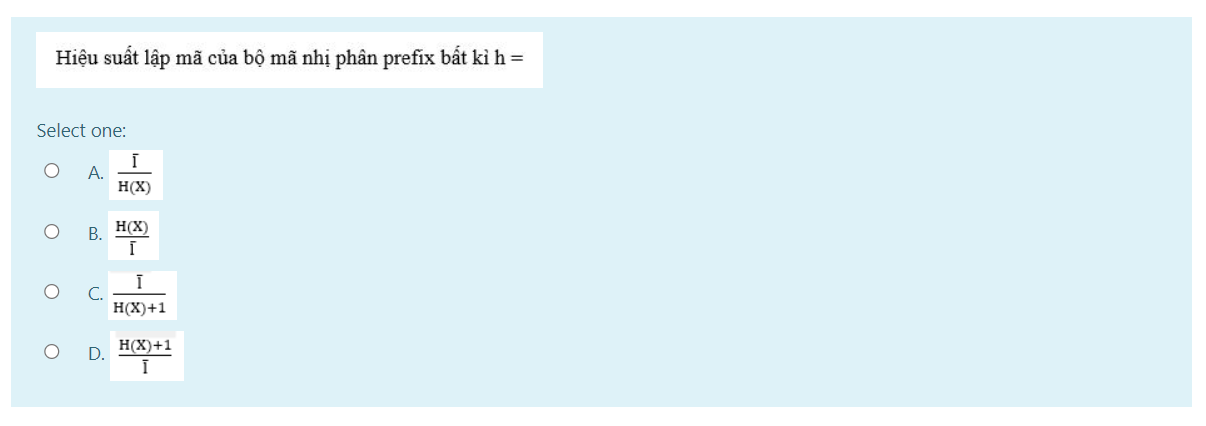 Hiệu suất lập mã của bộ mã nhị phân prefix bất kì h =
Select one:
A.
Ī
H(X)
B.
H(X)
Ī
C.
Ī
H(X)+1
D.
H(X)+1
Ī